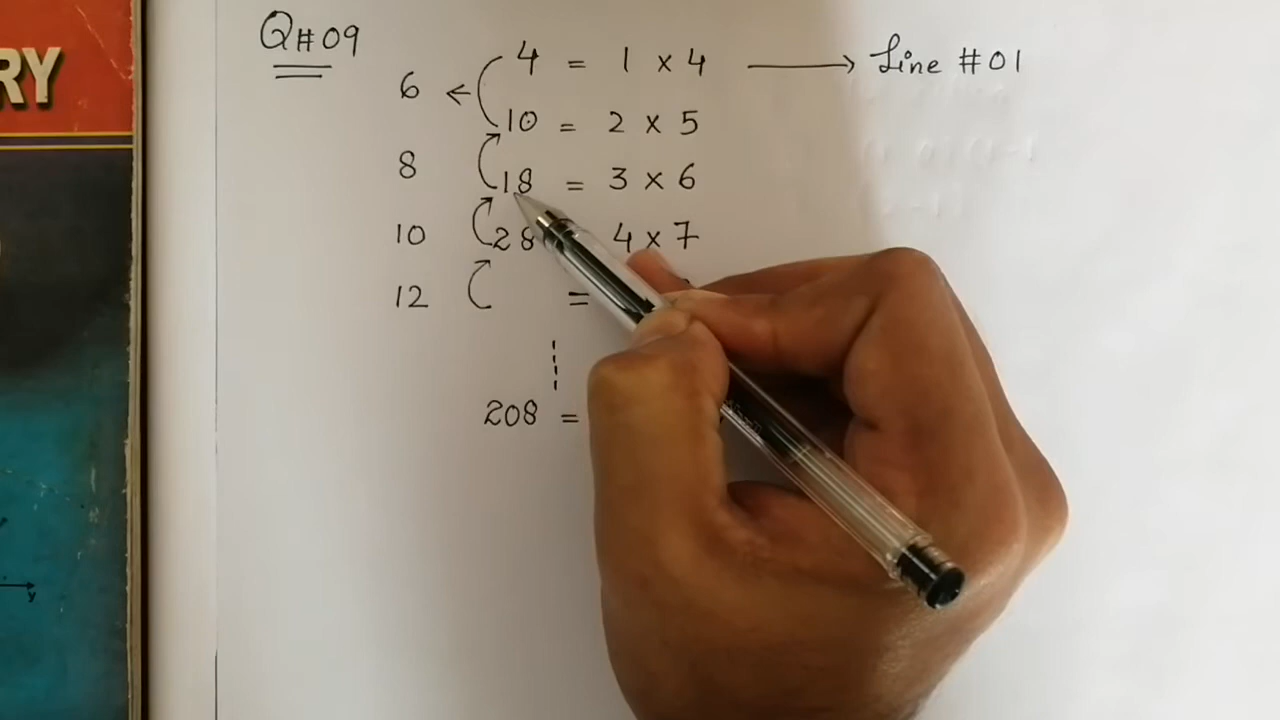 RY
Q#09
4 = 1 x 4 → Line #01
6 ←
10 = 2 x 5
8
18 = 3 x 6
10
28 4 x 7
12 =
208 =
y